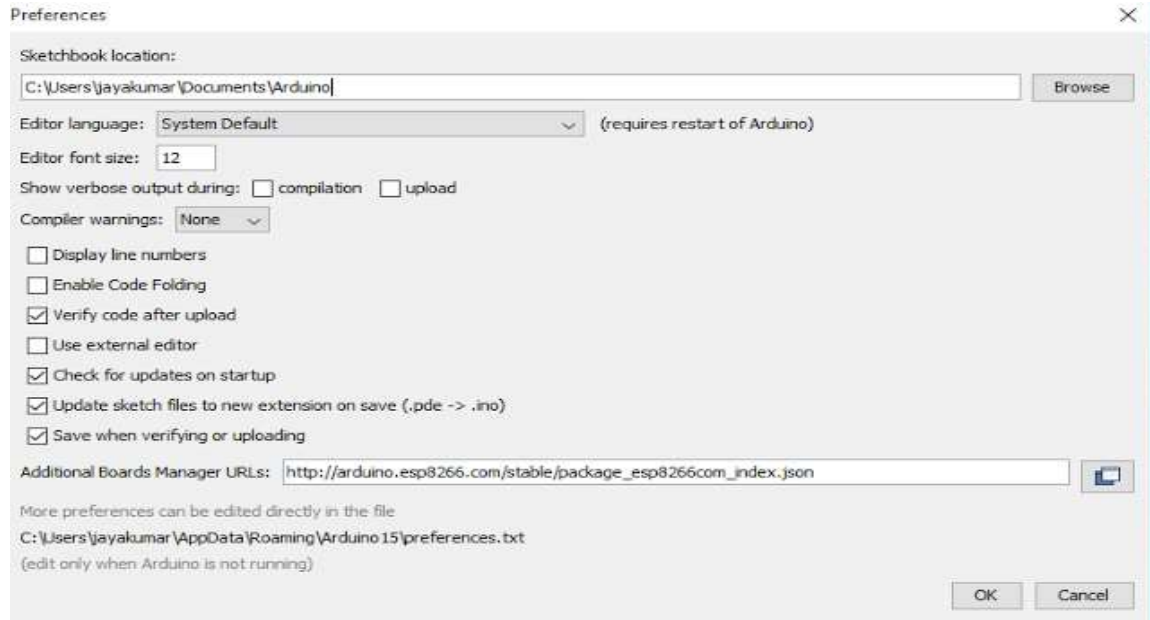 Preferences
Sketchbook location:
C:\Users\jayakumar\Documents\Arduino Browse
Editor language: System Default (requires restart of Arduino)
Editor font size: 12
Show verbose output during: compilation upload
Compiler warnings: None
Display line numbers
Enable Code Folding
Verify code after upload
Use external editor
Check for updates on startup
Update sketch files to new extension on save (.pde -> .ino)
Save when verifying or uploading
Additional Boards Manager URLs: http://arduino.esp8266.com/stable/package_esp8266com_index.json
More preferences can be edited directly in the file
C:\Users\jayakumar\AppData\Roaming\Arduino15\preferences.txt
(edit only when Arduino is not running)
OK Cancel